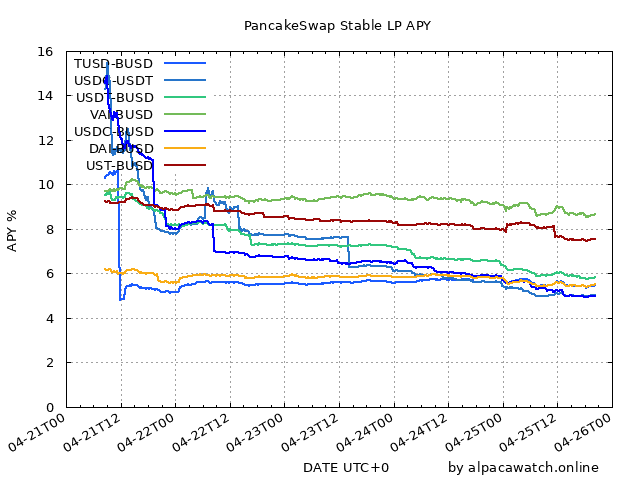 PancakeSwap Stable LP APY
16
14
12
10
8
6
4
2
0
APY %
TUSD-BUSD
USDC-USDT
USDT-BUSD
VAI-BUSD
USDC-BUSD
DAI-BUSD
UST-BUSD
04-21T00
04-21T12
04-22T00
04-22T12
04-23T00
04-23T12
04-24T00
04-24T12
04-25T00
04-25T12
04-26T00
DATE UTC+0
by alpacawatch.online